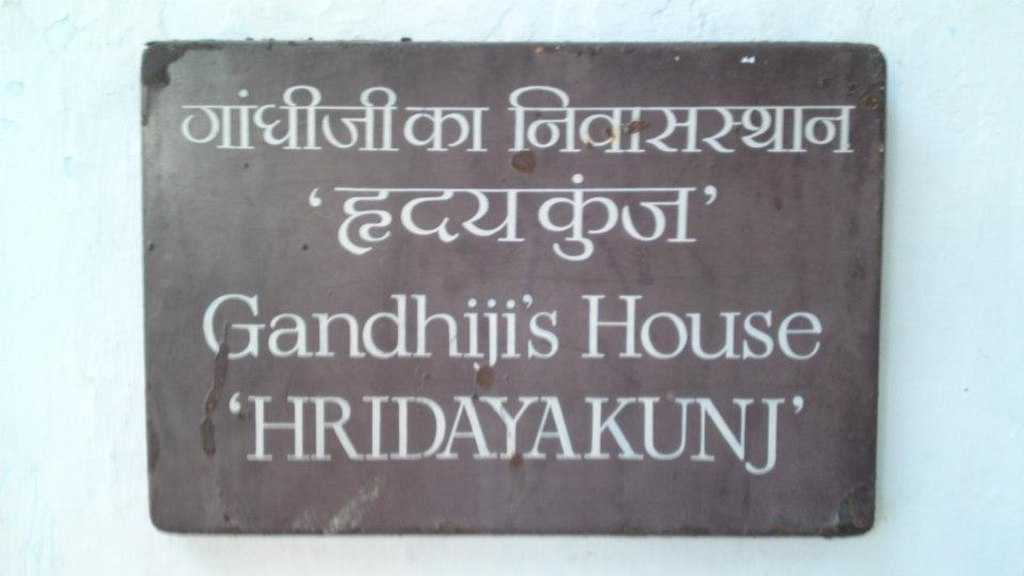 गांधीजी का निवासस्थान
‘हृदय कुंज’
Gandhiji's House
‘HRIDAYAKUNJ’